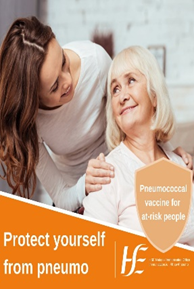 Pneumococcal
vaccine for
at-risk people
Protect yourself
from pneumo